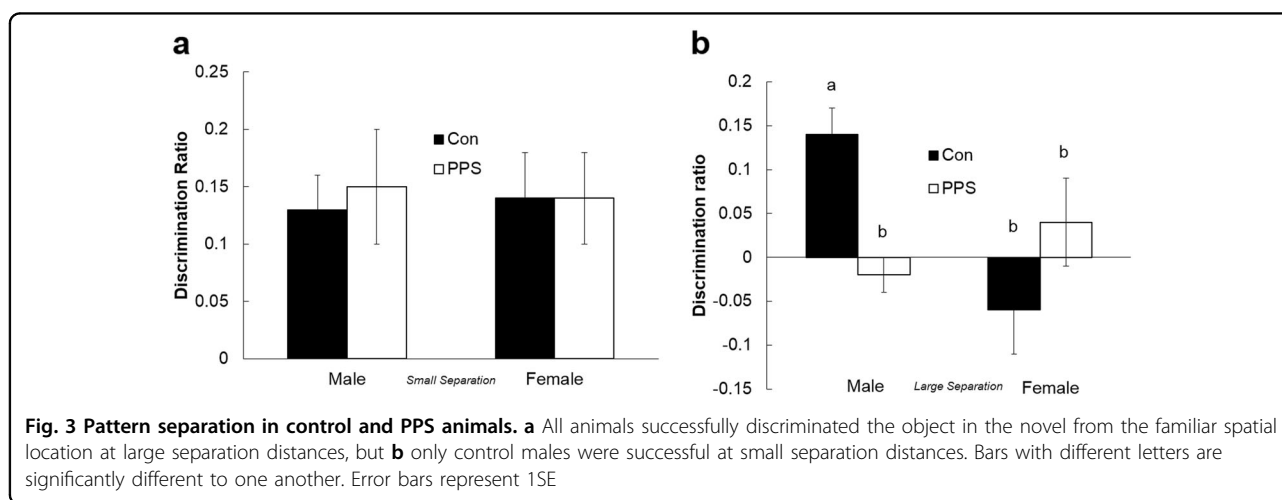 a
0.25
0.2
0.15
0.1
0.05
0
Discrimination Ratio
Con
PPS
Male Small Separation Female
b
0.2
0.15
0.1
0.05
0
-0.05
-0.1
-0.15
Discrimination ratio
a
b
b
b
Con
PPS
Male Large Separation Female
Fig. 3 Pattern separation in control and PPS animals. a All animals successfully discriminated the object in the novel from the familiar spatial
location at large separation distances, but b only control males were successful at small separation distances. Bars with different letters are
significantly different to one another. Error bars represent 1SE